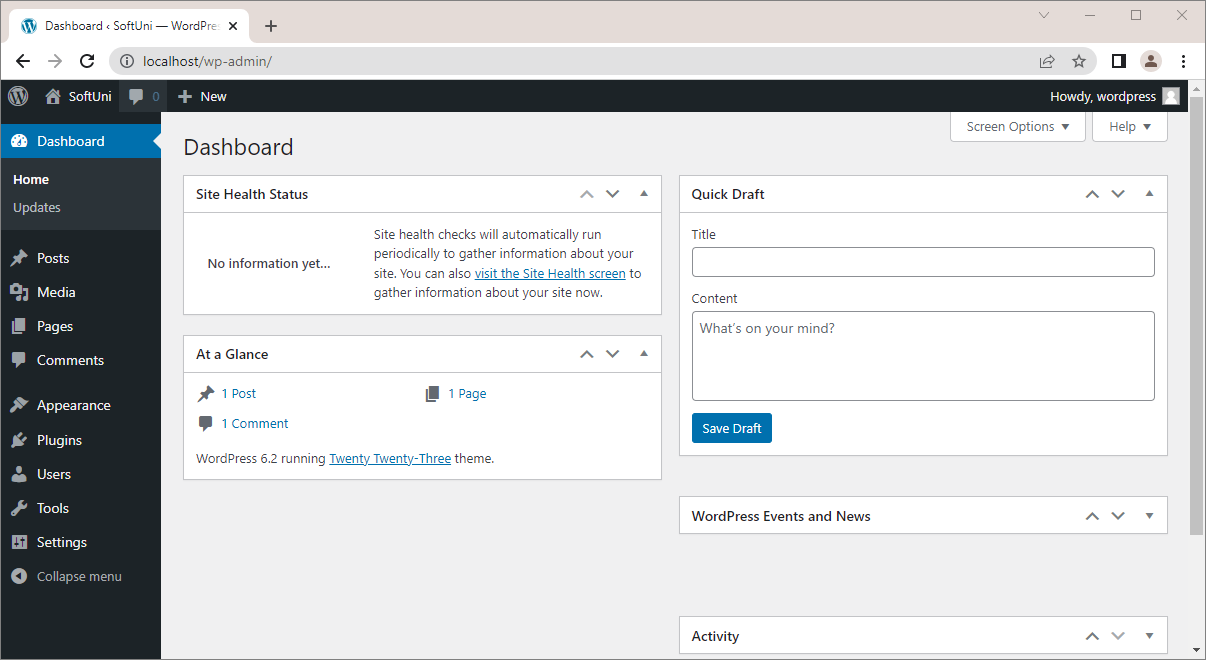 Dashboard ‹ SoftUni — WordPre
localhost/wp-admin/
SoftUni
0
New
Howdy, wordpress
Screen Options
Help
Dashboard
Home
Updates
Posts
Media
Pages
Comments
Appearance
Plugins
Users
Tools
Settings
Collapse menu
Dashboard
Site Health Status
No information yet...
Site health checks will automatically run
periodically to gather information about your
site. You can also visit the Site Health screen to
gather information about your site now.
At a Glance
1 Post
1 Page
1 Comment
WordPress 6.2 running Twenty Twenty-Three theme.
Quick Draft
Title
Content
What's on your mind?
Save Draft
WordPress Events and News
Activity